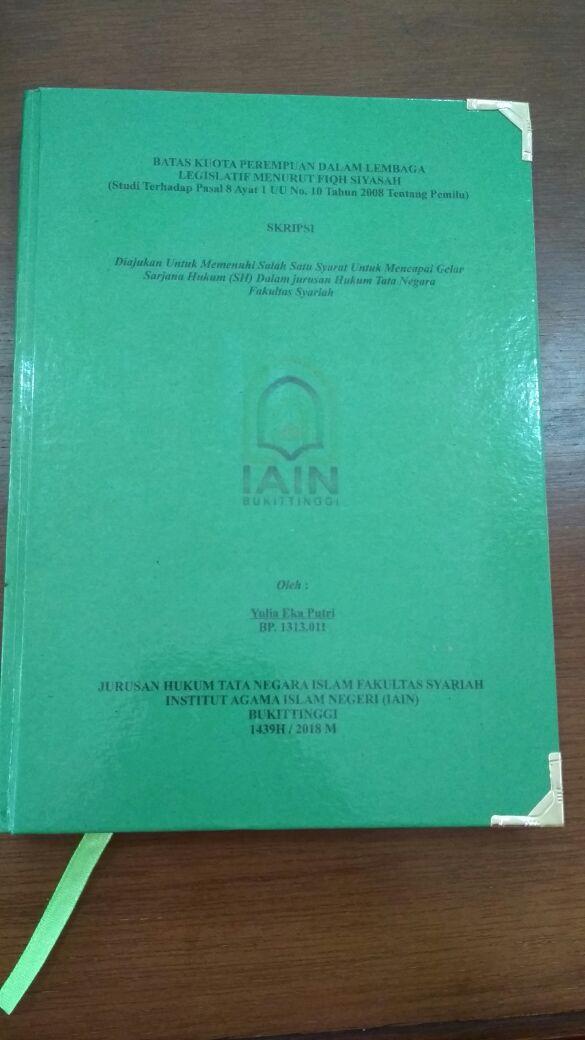 BATAS KUOTA PEREMPUAN DALAM LEMBAGA
LEGISLATIF MENURUT FIQH SIYASAH
(Studi Terhadap Pasal 8 Ayat 1 UU No. 10 Tahun 2008 Tentang Pemilu)
SKRIPSI
Diajukan Untuk Memenuhi Salah Satu Syarat Untuk Mencapai Gelar
Sarjana Hukum (SH) Dalam jurusan Hukum Tata Negara
Fakultas Syariah
IAIN
BUKITTINGGI
Oleh :
Yulia Eka Putri
BP. 1313.011
JURUSAN HUKUM TATA NEGARA ISLAM FAKULTAS SYARIAH
INSTITUT AGAMA ISLAM NEGERI (IAIN)
BUKITTINGGI
1439H / 2018 M